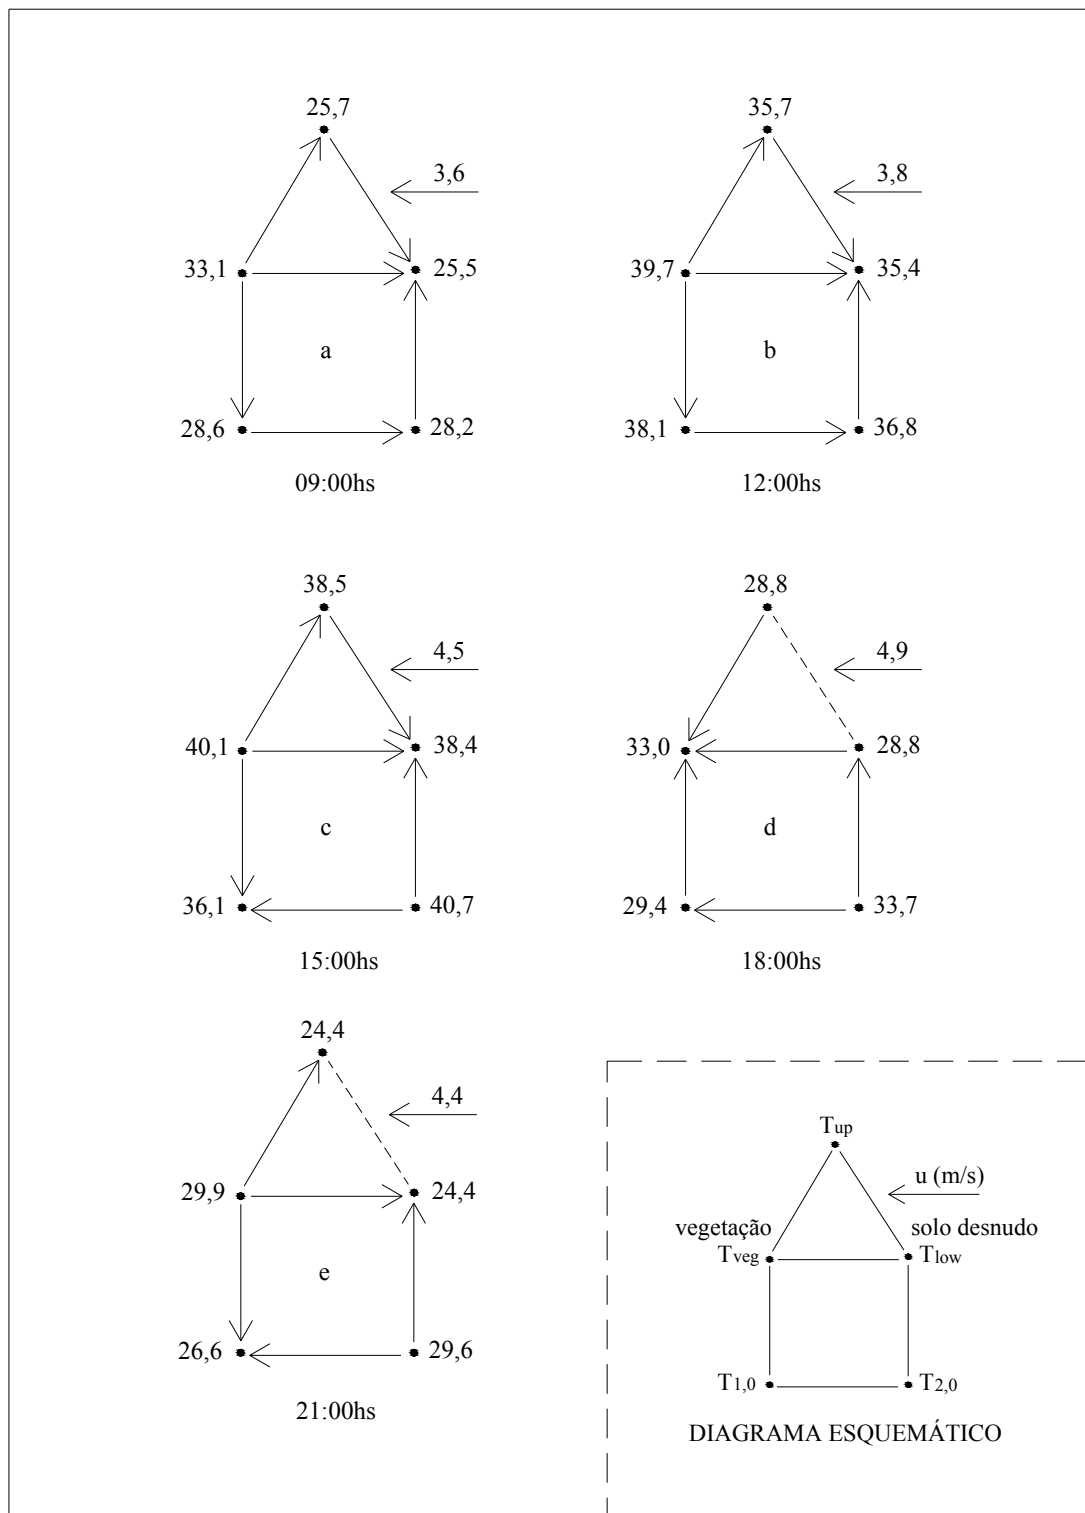 25,7
3,6
33,1 25,5
a
28,6 28,2
09:00hs
35,7
3,8
39,7 35,4
b
38,1 36,8
12:00hs
38,5
4,5
40,1 38,4
c
36,1 40,7
15:00hs
28,8
4,9
33,0 28,8
d
29,4 33,7
18:00hs
24,4
4,4
29,9 24,4
e
26,6 29,6
21:00hs
Tup
u (m/s)
vegetação solo desnudo
Tveg Tlow
T1,0 T2,0
DIAGRAMA ESQUEMÁTICO